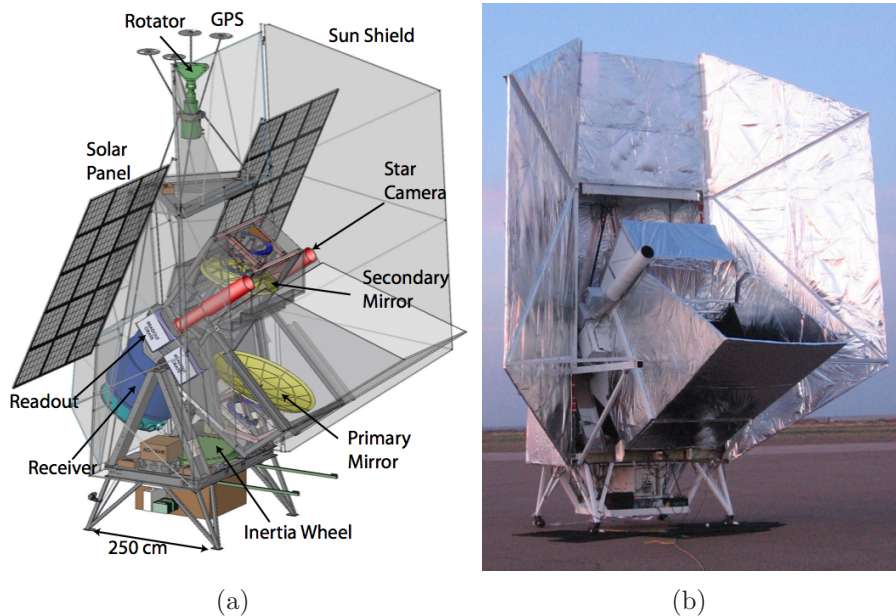 Rotator
GPS
Sun Shield
Solar
Panel
Star
Camera
Secondary
Mirror
Readout
Receiver
Primary
Mirror
Inertia Wheel
250 cm
(a)
(b)